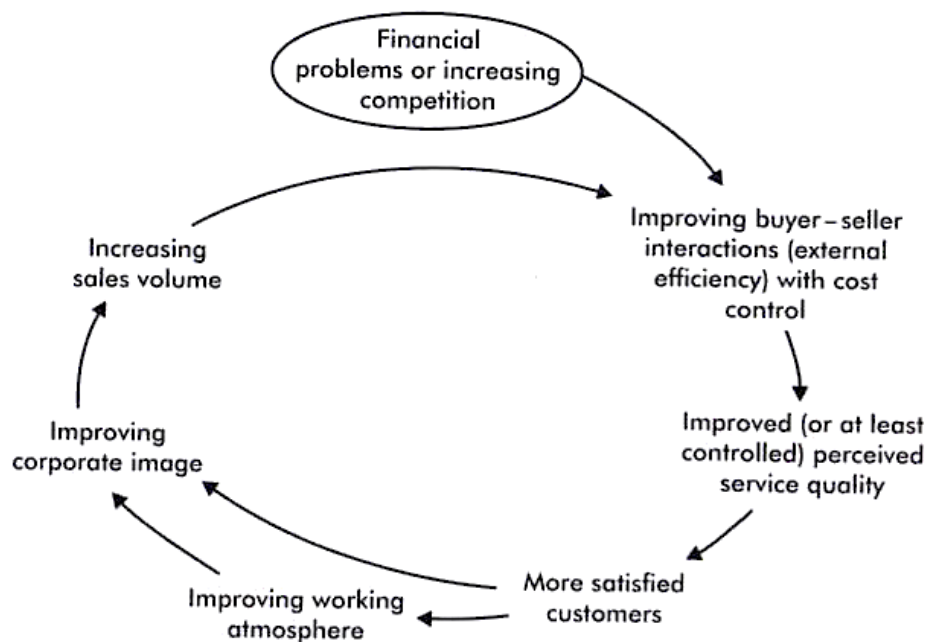 Financial
problems or increasing
competition
Improving buyer–seller
interactions (external
efficiency) with cost
control
Improved (or at least
controlled) perceived
service quality
More satisfied
customers
Improving working
atmosphere
Improving
corporate image
Increasing
sales volume